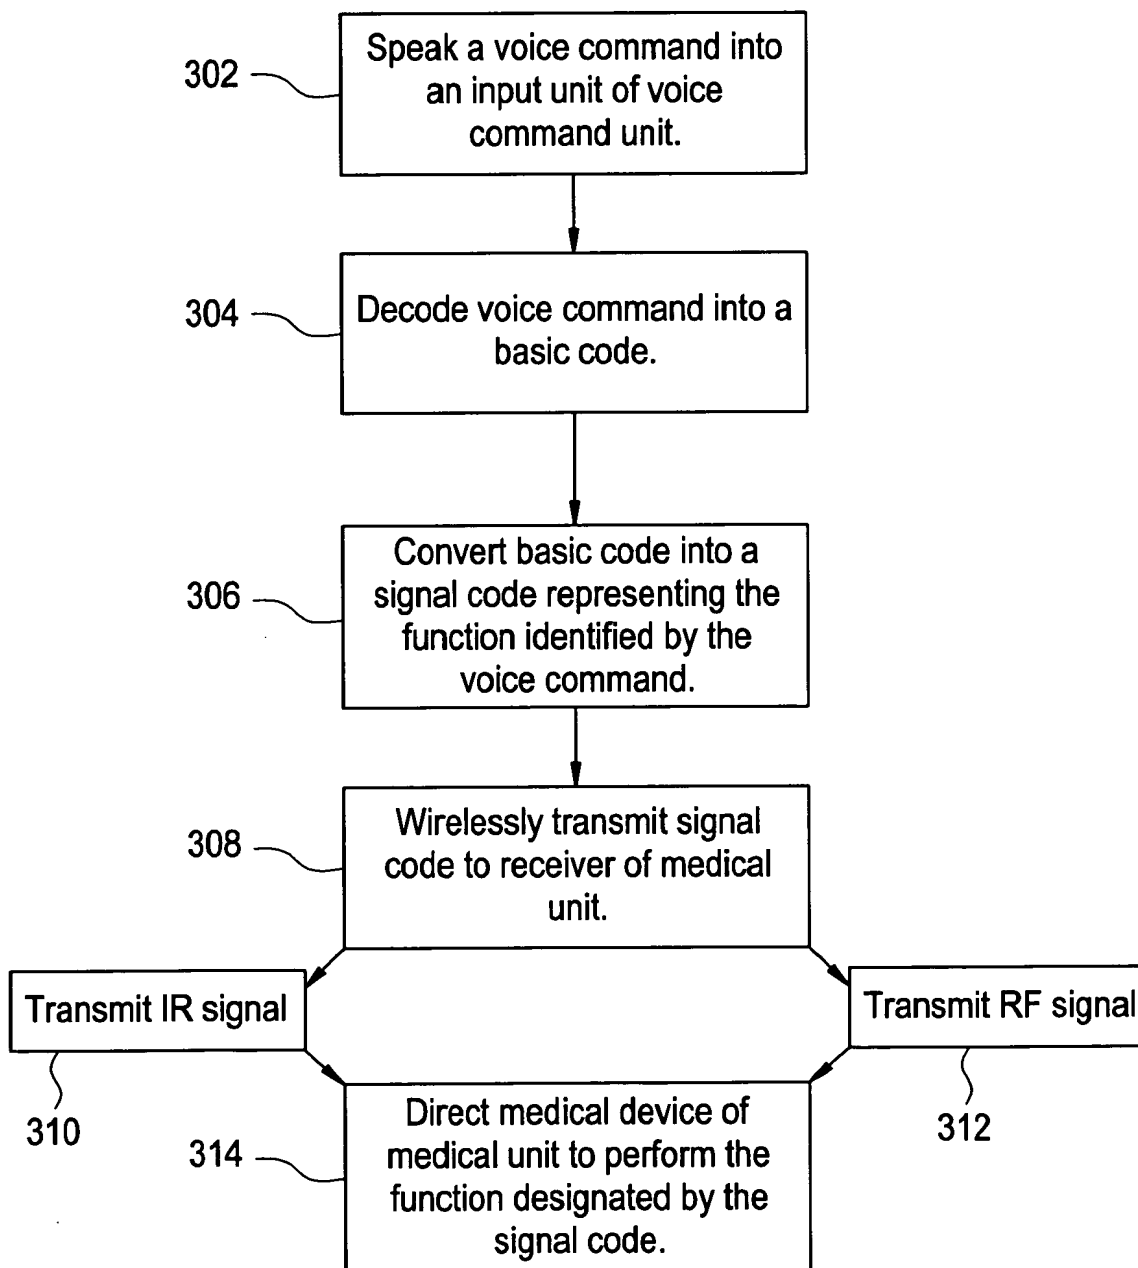 302
Speak a voice command into
an input unit of voice
command unit.
304
Decode voice command into a
basic code.
306
Convert basic code into a
signal code representing the
function identified by the
voice command.
308
Wirelessly transmit signal
code to receiver of medical
unit.
Transmit IR signal
310
Transmit RF signal
312
314
Direct medical device of
medical unit to perform the
function designated by the
signal code.